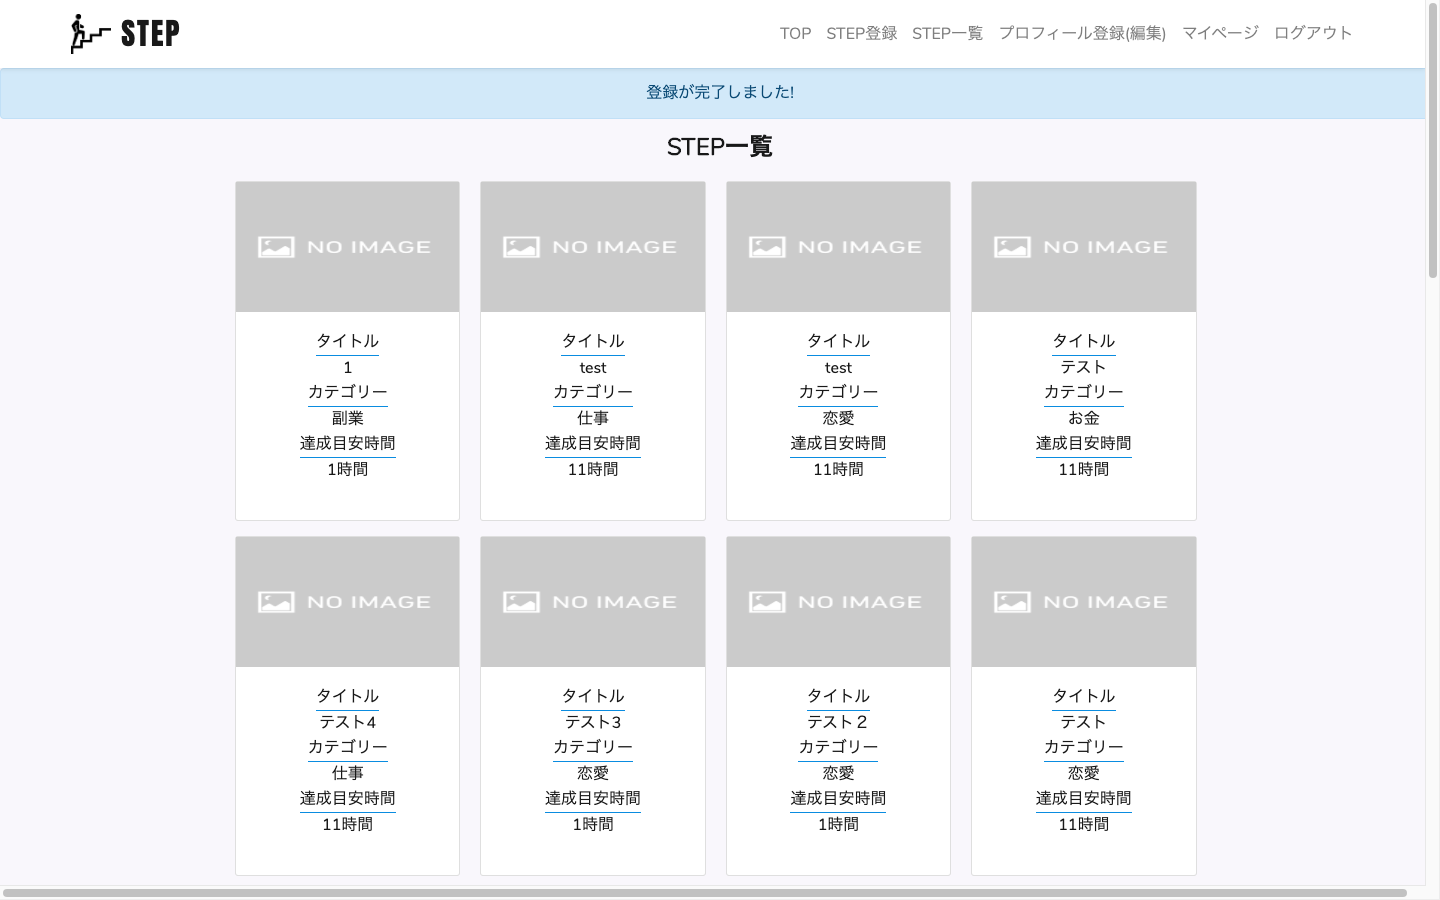 STEP
TOP STEP登録 STEP一覧 プロフィール登録(編集) マイページ ログアウト
登録が完了しました!
STEP一覧
NO IMAGE
タイトル
1
カテゴリー
副業
達成目安時間
1時間
NO IMAGE
タイトル
test
カテゴリー
仕事
達成目安時間
11時間
NO IMAGE
タイトル
test
カテゴリー
恋愛
達成目安時間
11時間
NO IMAGE
タイトル
テスト
カテゴリー
お金
達成目安時間
11時間
NO IMAGE
タイトル
テスト4
カテゴリー
仕事
達成目安時間
11時間
NO IMAGE
タイトル
テスト3
カテゴリー
恋愛
達成目安時間
1時間
NO IMAGE
タイトル
テスト２
カテゴリー
恋愛
達成目安時間
1時間
NO IMAGE
タイトル
テスト
カテゴリー
恋愛
達成目安時間
11時間